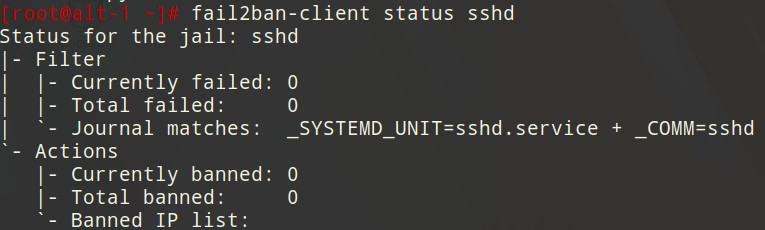 [root@alt-1 ~]# fail2ban-client status sshd
Status for the jail: sshd
|- Filter
|  |- Currently failed: 0
|  |- Total failed:     0
|  `- Journal matches:  _SYSTEMD_UNIT=sshd.service + _COMM=sshd
`- Actions
   |- Currently banned: 0
   |- Total banned:     0
   `- Banned IP list: